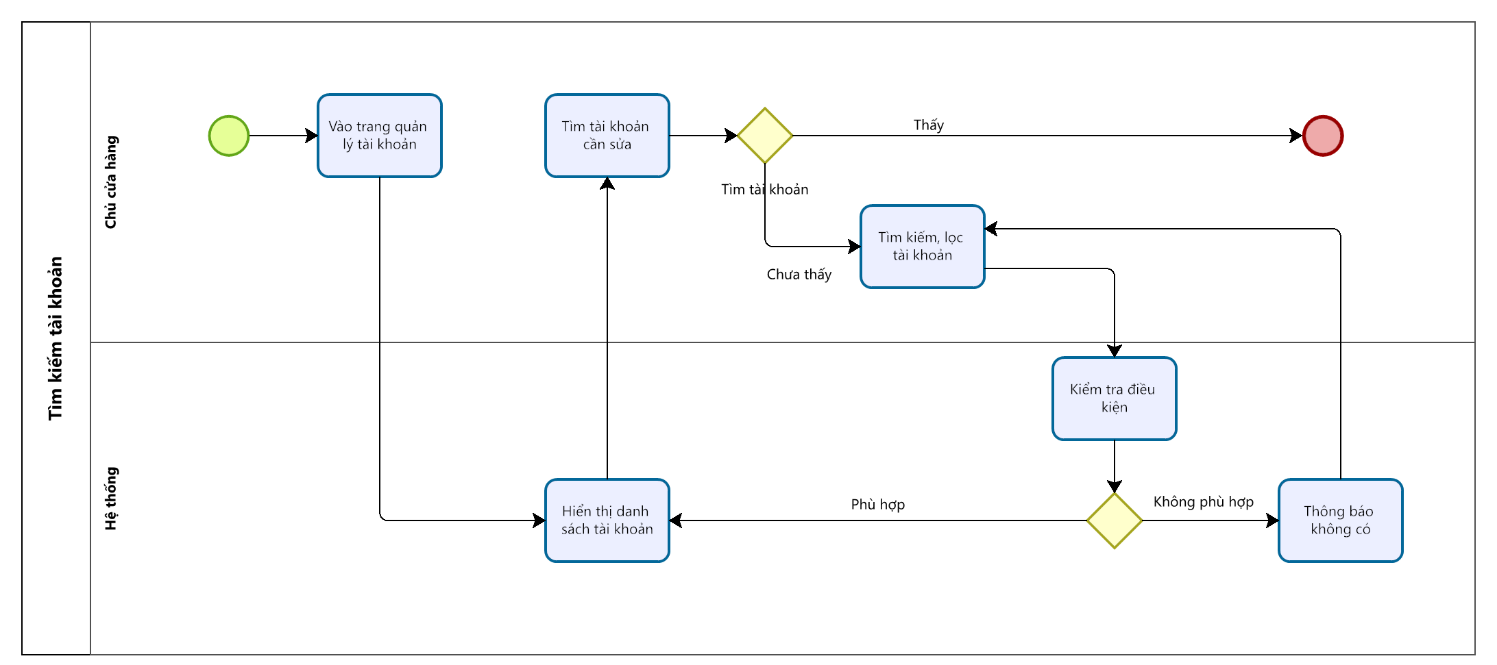 Tìm kiếm tài khoản
Chủ cửa hàng
Vào trang quản
lý tài khoản
Tìm tài khoản
cần sửa
Thấy
Tìm tài khoản
Chưa thấy
Tìm kiếm, lọc
tài khoản
Hệ thống
Kiểm tra điều
kiện
Hiển thị danh
sách tài khoản
Phù hợp
Không phù hợp
Thông báo
không có